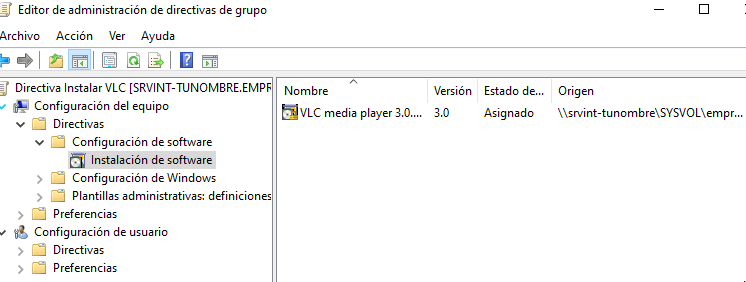 Editor de administración de directivas de grupo
Archivo Acción Ver Ayuda
Directiva Instalar VLC [SRVINT-TUNOMBRE.EMPR
Configuración del equipo
Directivas
Configuración de software
Instalación de software
Configuración de Windows
Plantillas administrativas: definiciones
Preferencias
Configuración de usuario
Directivas
Preferencias
Nombre Versión Estado de... Origen
VLC media player 3.0.... 3.0 Asignado \\srvint-tunombre\SYSVOL\empr...